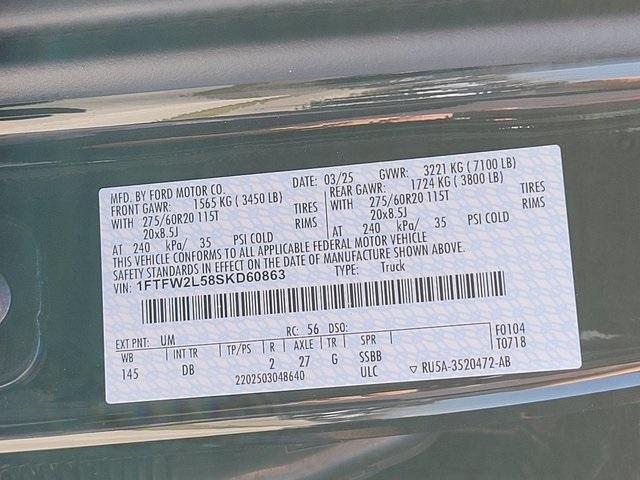 MFD. BY FORD MOTOR CO. DATE: 03/25 GVWR: 3221 KG ( 7100 LB)
FRONT GAWR: 1565 KG ( 3450 LB) REAR GAWR: 1724 KG ( 3800 LB)
WITH 275/60R20 115T TIRES WITH 275/60R20 115T TIRES
20x8.5J RIMS 20x8.5J RIMS
AT 240 kPa/ 35 PSI COLD AT 240 kPa/ 35 PSI COLD
THIS VEHICLE CONFORMS TO ALL APPLICABLE FEDERAL MOTOR VEHICLE
SAFETY STANDARDS IN EFFECT ON THE DATE OF MANUFACTURE SHOWN ABOVE.
VIN: 1FTFW2L58SKD60863 TYPE: Truck
EXT PNT: UM RC: 56 DSO: F0104
WB INT TR TP/PS R AXLE TR SPR T0718
145 DB 2 27 G SSBB
2202503048640 ULC ▽ RU5A-3520472-AB